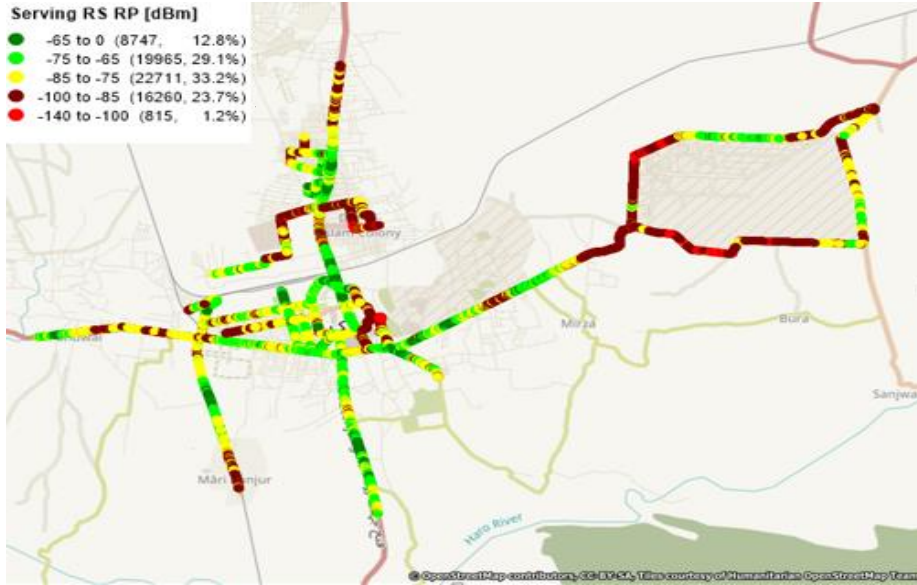 Serving RS RP [dBm]
-65 to 0 (8747, 12.8%)
-75 to -65 (19965, 29.1%)
-85 to -75 (22711, 33.2%)
-100 to -85 (16260, 23.7%)
-140 to -100 (815, 1.2%)
Colony
Mirza
Bura
Sanjwa
Haro River
© OpenStreetMap contributors, CC-BY-SA, Tiles courtesy of Humanitarian OpenStreetMap Team